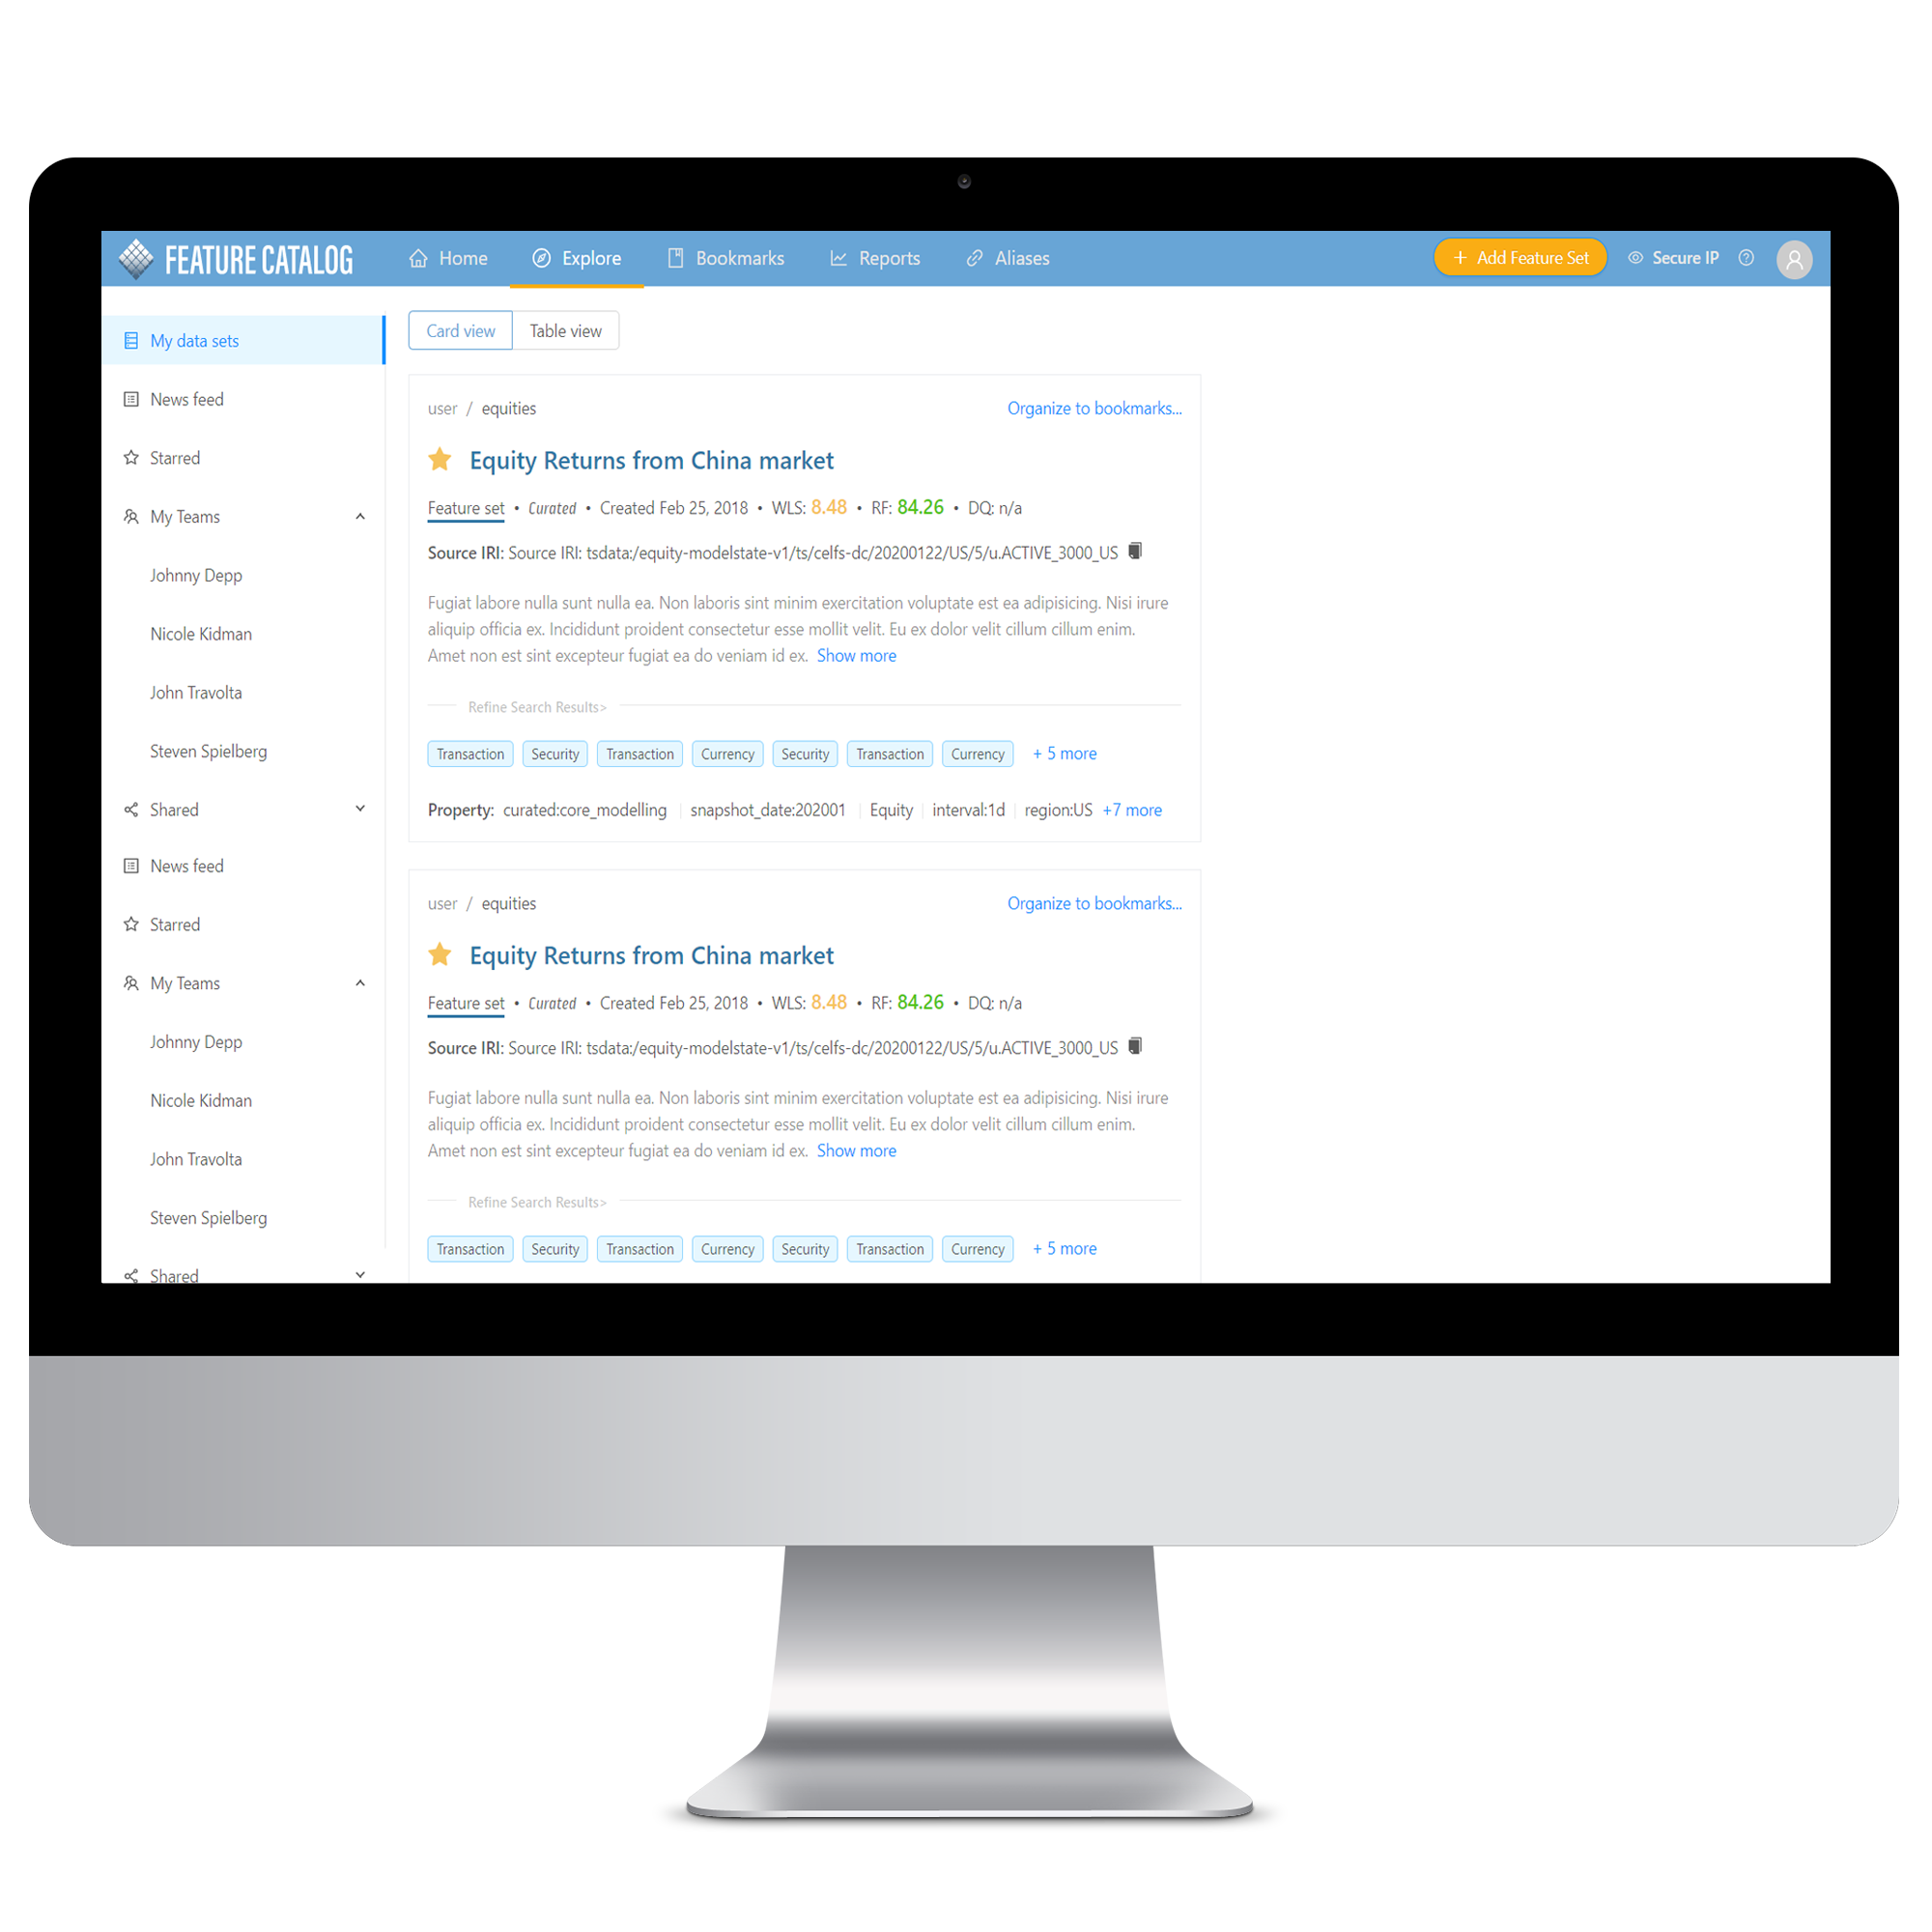 FEATURE CATALOG Home Explore Bookmarks Reports Aliases + Add Feature Set Secure IP
My data sets
News feed
Starred
My Teams
Johnny Depp
Nicole Kidman
John Travolta
Steven Spielberg
Shared
News feed
Starred
My Teams
Johnny Depp
Nicole Kidman
John Travolta
Steven Spielberg
Shared
Card view Table view
user / equities Organize to bookmarks...
Equity Returns from China market
Feature set • Curated • Created Feb 25, 2018 • WLS: 8.48 • RF: 84.26 • DQ: n/a
Source IRI: Source IRI: tsdata:/equity-modelstate-v1/ts/celfs-dc/20200122/US/5/u.ACTIVE_3000_US
Fugiat labore nulla sunt nulla ea. Non laboris sint minim exercitation voluptate est ea adipisicing. Nisi irure
aliquip officia ex. Incididunt proident consectetur esse mollit velit. Eu ex dolor velit cillum cillum enim.
Amet non est sint excepteur fugiat ea do veniam id ex. Show more
Refine Search Results>
Transaction Security Transaction Currency Security Transaction Currency + 5 more
Property: curated:core_modelling snapshot_date:202001 Equity interval:1d region:US +7 more
user / equities Organize to bookmarks...
Equity Returns from China market
Feature set • Curated • Created Feb 25, 2018 • WLS: 8.48 • RF: 84.26 • DQ: n/a
Source IRI: Source IRI: tsdata:/equity-modelstate-v1/ts/celfs-dc/20200122/US/5/u.ACTIVE_3000_US
Fugiat labore nulla sunt nulla ea. Non laboris sint minim exercitation voluptate est ea adipisicing. Nisi irure
aliquip officia ex. Incididunt proident consectetur esse mollit velit. Eu ex dolor velit cillum cillum enim.
Amet non est sint excepteur fugiat ea do veniam id ex. Show more
Refine Search Results>
Transaction Security Transaction Currency Security Transaction Currency + 5 more